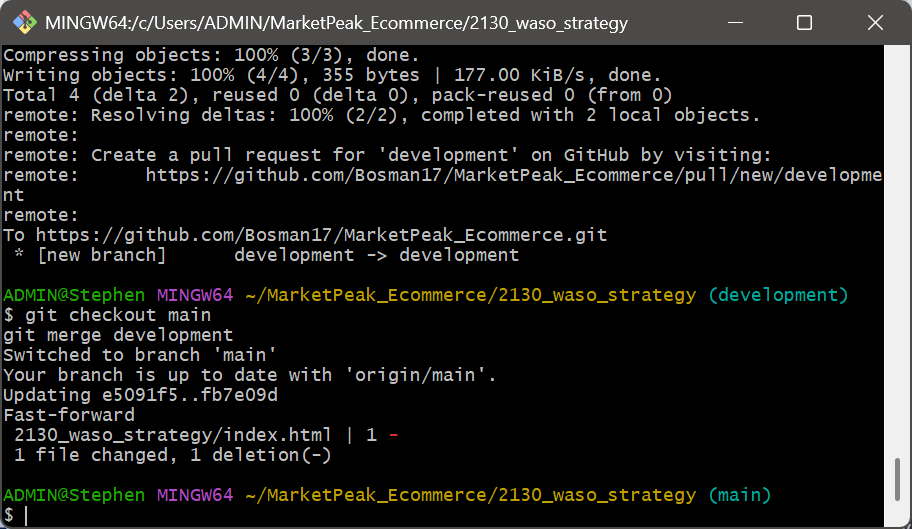 MINGW64:/c/Users/ADMIN/MarketPeak_Ecommerce/2130_waso_strategy
Compressing objects: 100% (3/3), done.
Writing objects: 100% (4/4), 355 bytes | 177.00 KiB/s, done.
Total 4 (delta 2), reused 0 (delta 0), pack-reused 0 (from 0)
remote: Resolving deltas: 100% (2/2), completed with 2 local objects.
remote:
remote: Create a pull request for 'development' on GitHub by visiting:
remote:      https://github.com/Bosman17/MarketPeak_Ecommerce/pull/new/developme
nt
remote:
To https://github.com/Bosman17/MarketPeak_Ecommerce.git
 * [new branch]      development -> development
ADMIN@Stephen MINGW64 ~/MarketPeak_Ecommerce/2130_waso_strategy (development)
$ git checkout main
git merge development
Switched to branch 'main'
Your branch is up to date with 'origin/main'.
Updating e5091f5..fb7e09d
Fast-forward
 2130_waso_strategy/index.html | 1 -
 1 file changed, 1 deletion(-)
ADMIN@Stephen MINGW64 ~/MarketPeak_Ecommerce/2130_waso_strategy (main)
$